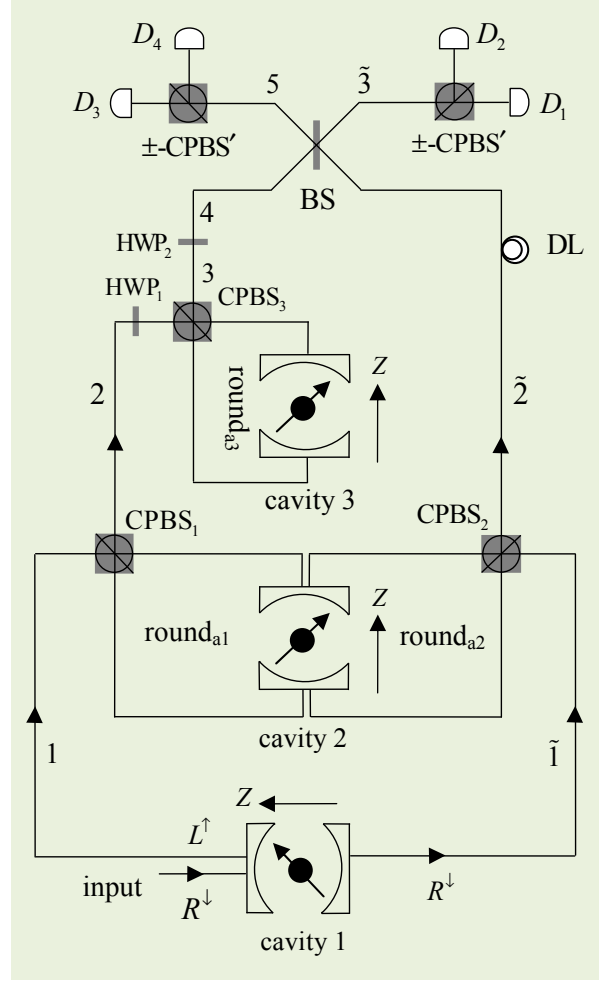 D₄
D₂
5
3̃
D₃
D₁
±-CPBS′
±-CPBS′
BS
4
HWP₂
DL
3
HWP₁
CPBS₃
Z
round_a3
2
2̃
cavity 3
CPBS₁
CPBS₂
Z
round_a1
round_a2
cavity 2
1
1̃
Z
L↑
input
R↓
R↓
cavity 1